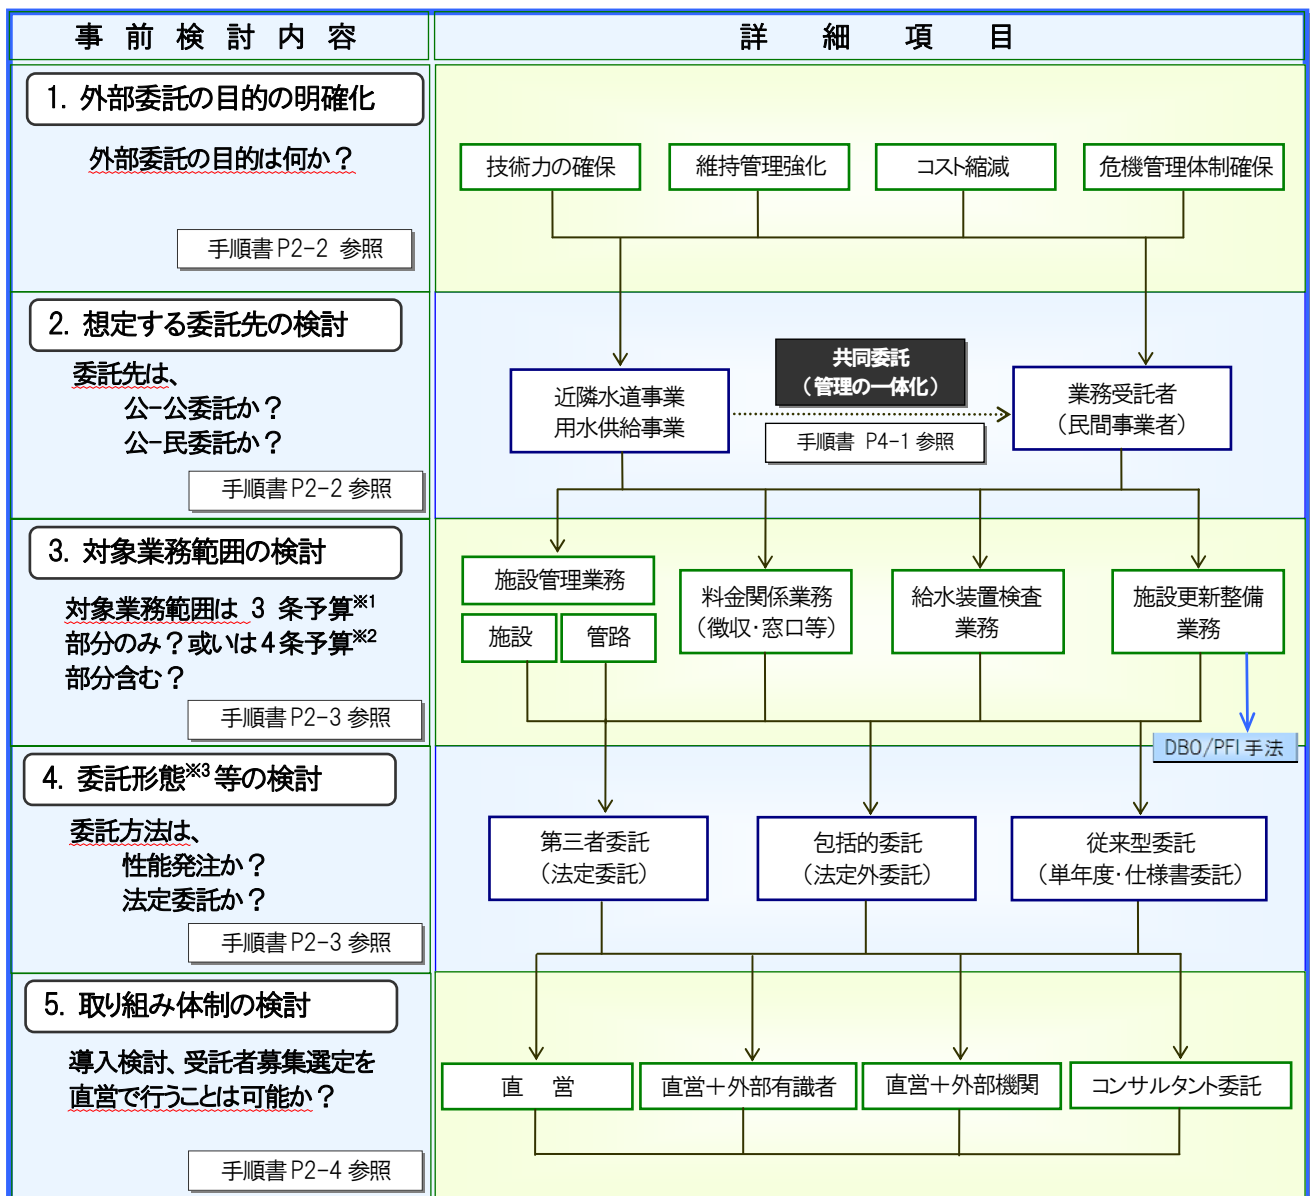 事前検討内容
詳細項目
1. 外部委託の目的の明確化
外部委託の目的は何か？
手順書P2-2 参照
技術力の確保
維持管理強化
コスト縮減
危機管理体制確保
2. 想定する委託先の検討
委託先は、
公-公委託か？
公-民委託か？
手順書P2-2 参照
近隣水道事業
用水供給事業
共同委託
（管理の一体化）
手順書 P4-1 参照
業務受託者
（民間事業者）
3. 対象業務範囲の検討
対象業務範囲は 3 条予算※1
部分のみ？或いは4条予算※2
部分含む？
手順書P2-3 参照
施設管理業務
施設
管路
料金関係業務
（徴収・窓口等）
給水装置検査
業務
施設更新整備
業務
DBO/PFI手法
4. 委託形態※3等の検討
委託方法は、
性能発注か？
法定委託か？
手順書P2-3 参照
第三者委託
（法定委託）
包括的委託
（法定外委託）
従来型委託
（単年度・仕様書委託）
5. 取り組み体制の検討
導入検討、受託者募集選定を
直営で行うことは可能か？
手順書P2-4 参照
直　営
直営＋外部有識者
直営＋外部機関
コンサルタント委託